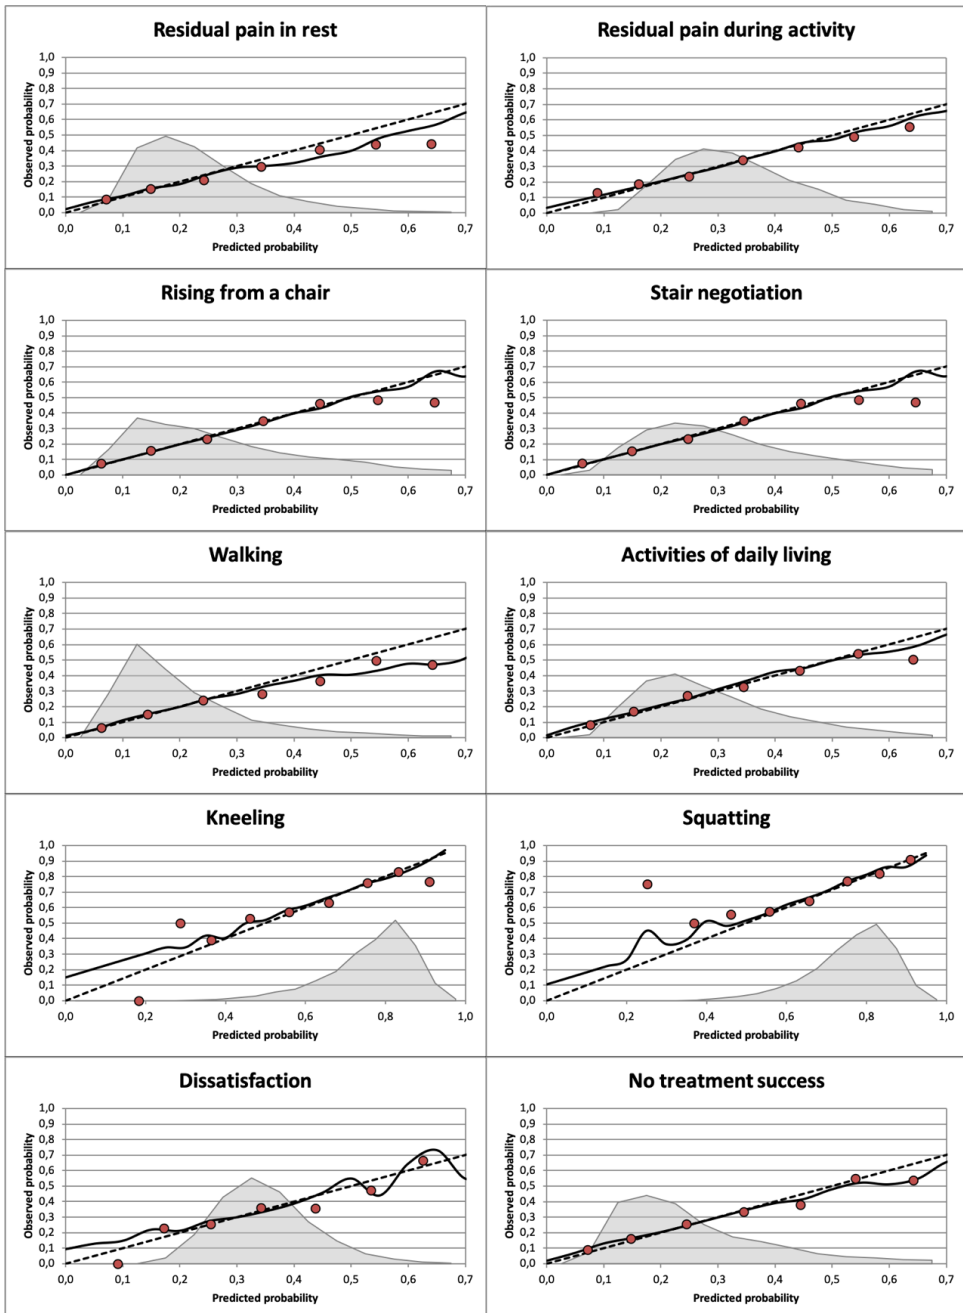 Residual pain in rest
Observed probability
1,0
0,9
0,8
0,7
0,6
0,5
0,4
0,3
0,2
0,1
0,0
0,0 0,1 0,2 0,3 0,4 0,5 0,6 0,7
Predicted probability
Residual pain during activity
Observed probability
1,0
0,9
0,8
0,7
0,6
0,5
0,4
0,3
0,2
0,1
0,0
0,0 0,1 0,2 0,3 0,4 0,5 0,6 0,7
Predicted probability
Rising from a chair
Observed probability
1,0
0,9
0,8
0,7
0,6
0,5
0,4
0,3
0,2
0,1
0,0
0,0 0,1 0,2 0,3 0,4 0,5 0,6 0,7
Predicted probability
Stair negotiation
Observed probability
1,0
0,9
0,8
0,7
0,6
0,5
0,4
0,3
0,2
0,1
0,0
0,0 0,1 0,2 0,3 0,4 0,5 0,6 0,7
Predicted probability
Walking
Observed probability
1,0
0,9
0,8
0,7
0,6
0,5
0,4
0,3
0,2
0,1
0,0
0,0 0,1 0,2 0,3 0,4 0,5 0,6 0,7
Predicted probability
Activities of daily living
Observed probability
1,0
0,9
0,8
0,7
0,6
0,5
0,4
0,3
0,2
0,1
0,0
0,0 0,1 0,2 0,3 0,4 0,5 0,6 0,7
Predicted probability
Kneeling
Observed probability
1,0
0,9
0,8
0,7
0,6
0,5
0,4
0,3
0,2
0,1
0,0
0,0 0,2 0,4 0,6 0,8 1,0
Predicted probability
Squatting
Observed probability
1,0
0,9
0,8
0,7
0,6
0,5
0,4
0,3
0,2
0,1
0,0
0,0 0,2 0,4 0,6 0,8 1,0
Predicted probability
Dissatisfaction
Observed probability
1,0
0,9
0,8
0,7
0,6
0,5
0,4
0,3
0,2
0,1
0,0
0,0 0,1 0,2 0,3 0,4 0,5 0,6 0,7
Predicted probability
No treatment success
Observed probability
1,0
0,9
0,8
0,7
0,6
0,5
0,4
0,3
0,2
0,1
0,0
0,0 0,1 0,2 0,3 0,4 0,5 0,6 0,7
Predicted probability